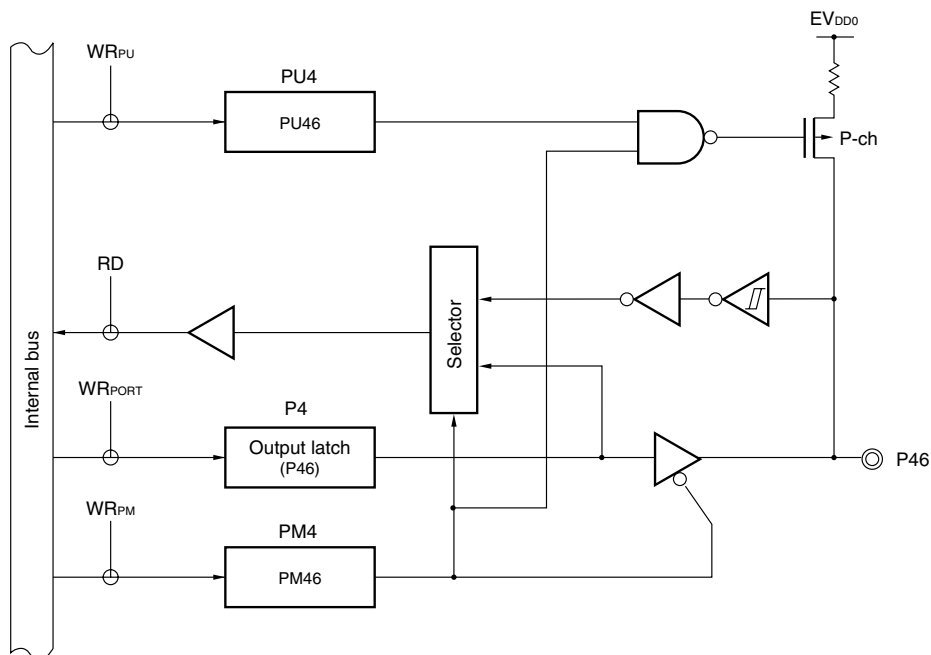 EVDD0
WRPU
PU4
PU46
P-ch
RD
Selector
Internal bus
WRPORT
P4
Output latch
(P46)
P46
WRPM
PM4
PM46